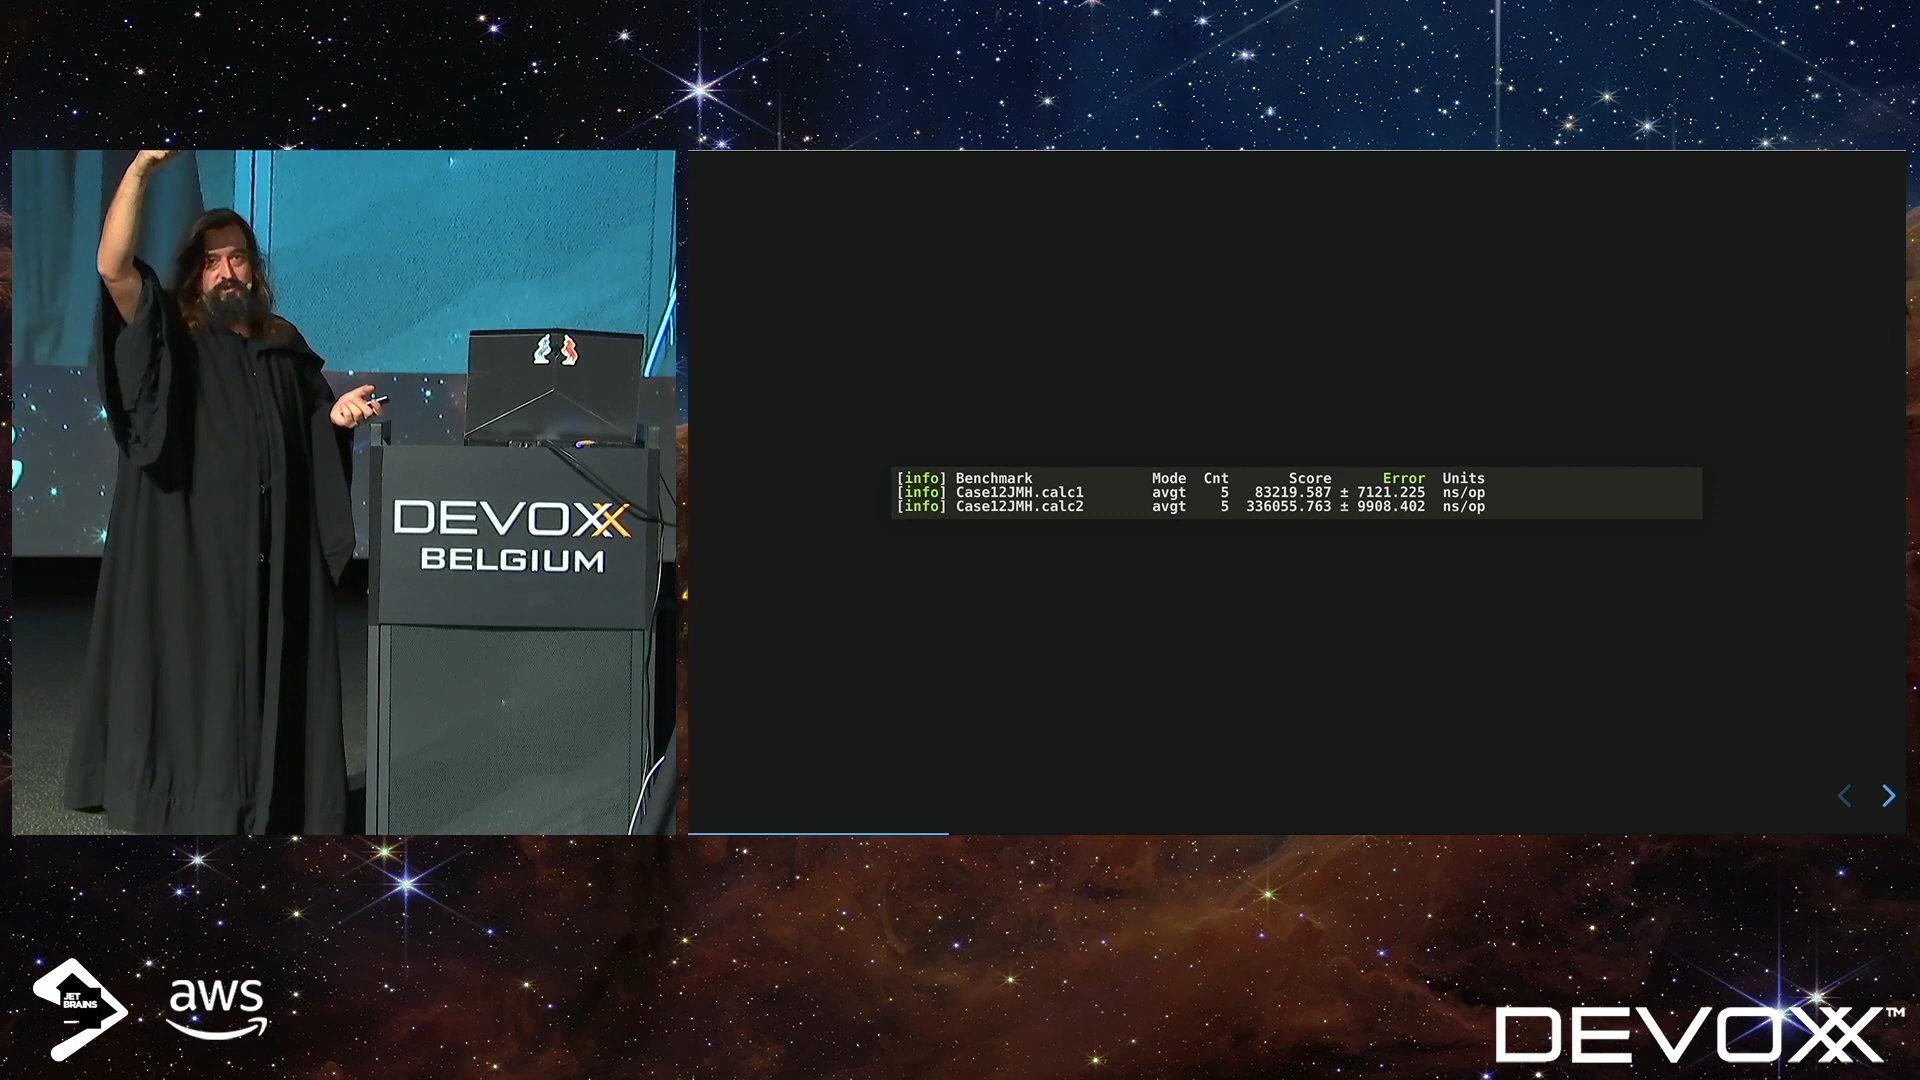 [info] Benchmark Mode Cnt Score Error Units
[info] Case12JMH.calc1 avgt 5 83219.587 ± 7121.225 ns/op
[info] Case12JMH.calc2 avgt 5 336055.763 ± 9908.402 ns/op
DEVOXX
BELGIUM
JET
BRAINS
aws
DEVOXX™